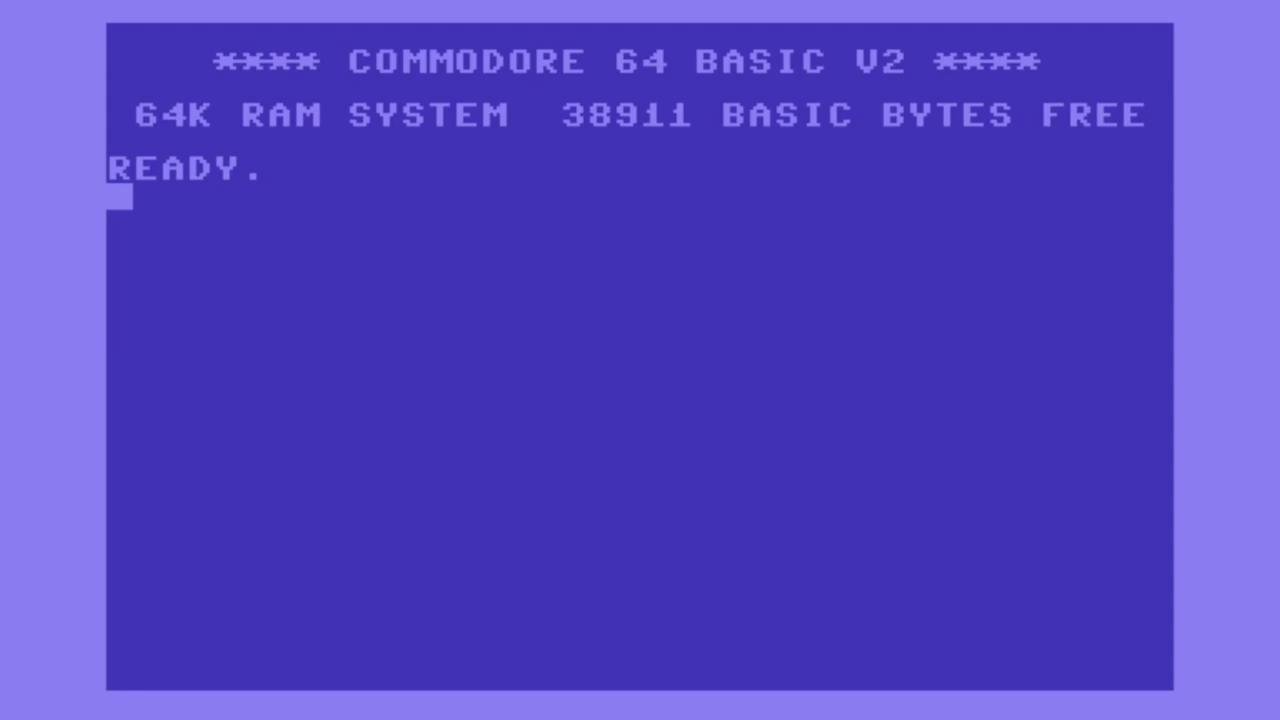 **** COMMODORE 64 BASIC V2 ****
64K RAM SYSTEM  38911 BASIC BYTES FREE
READY.